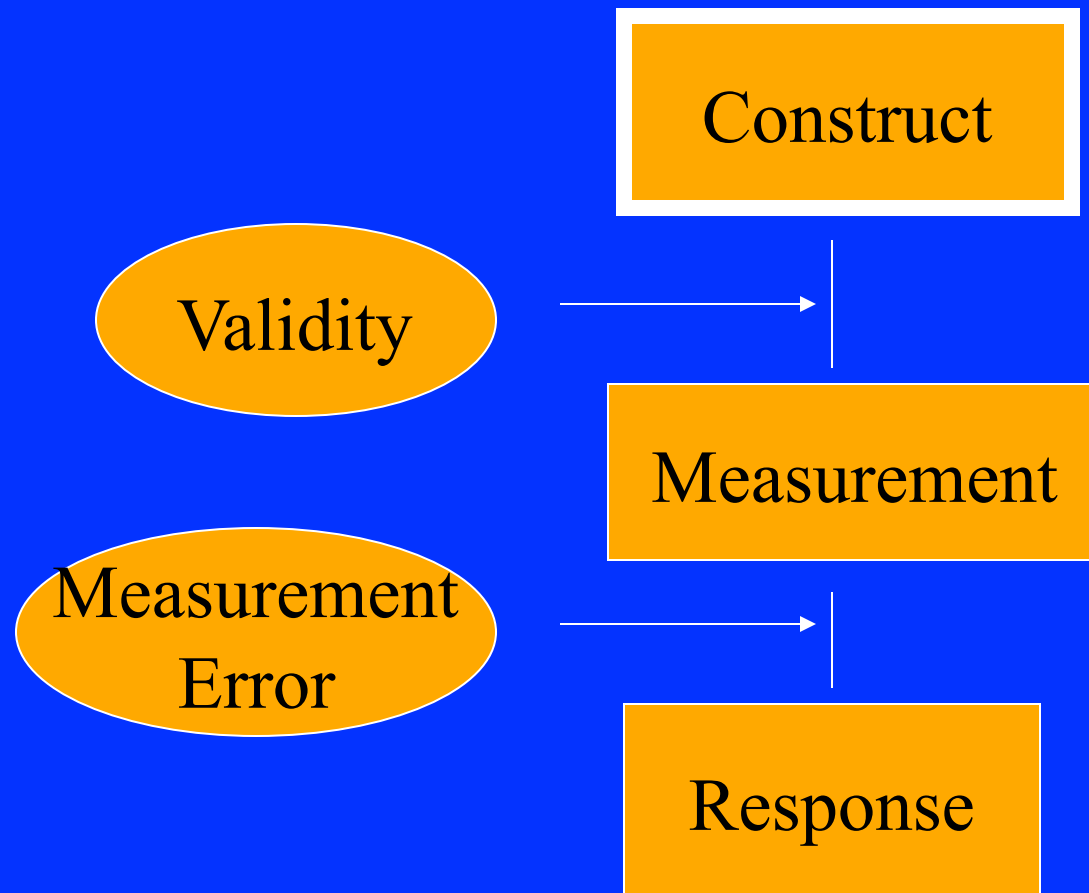 Construct
Validity
Measurement
Measurement
Error
Response